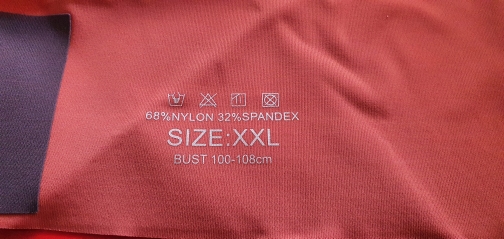 68%NYLON 32%SPANDEX
SIZE:XXL
BUST 100-108cm